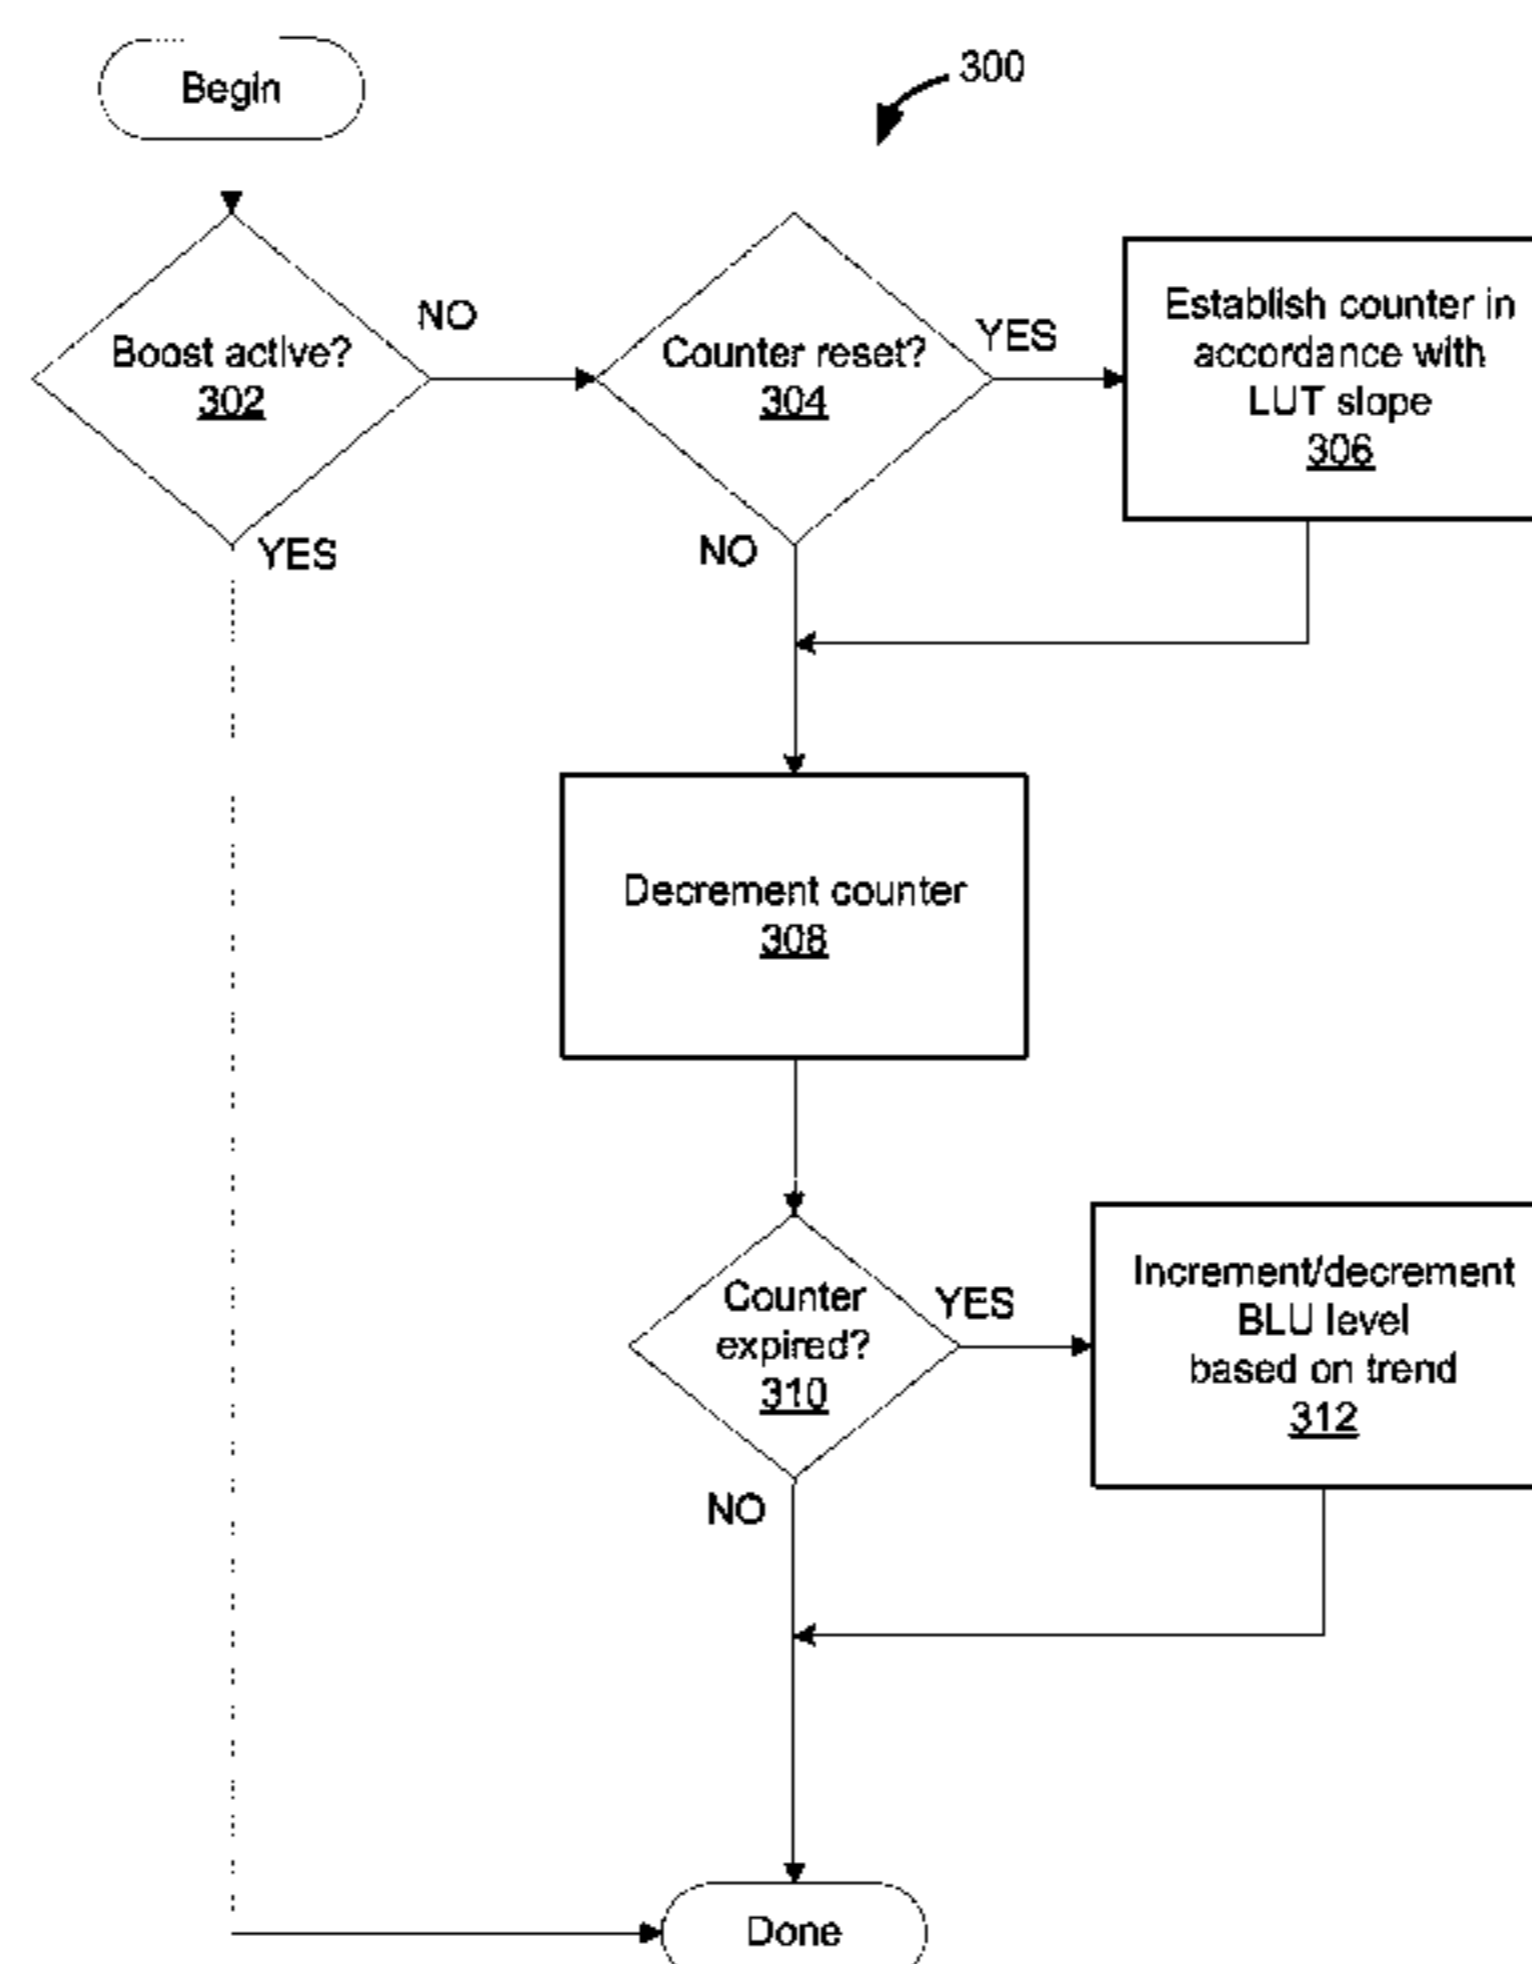 Begin
300
Boost active?
302
NO
YES
Counter reset?
304
YES
NO
Establish counter in
accordance with
LUT slope
306
Decrement counter
308
Counter
expired?
310
YES
NO
Increment/decrement
BLU level
based on trend
312
Done